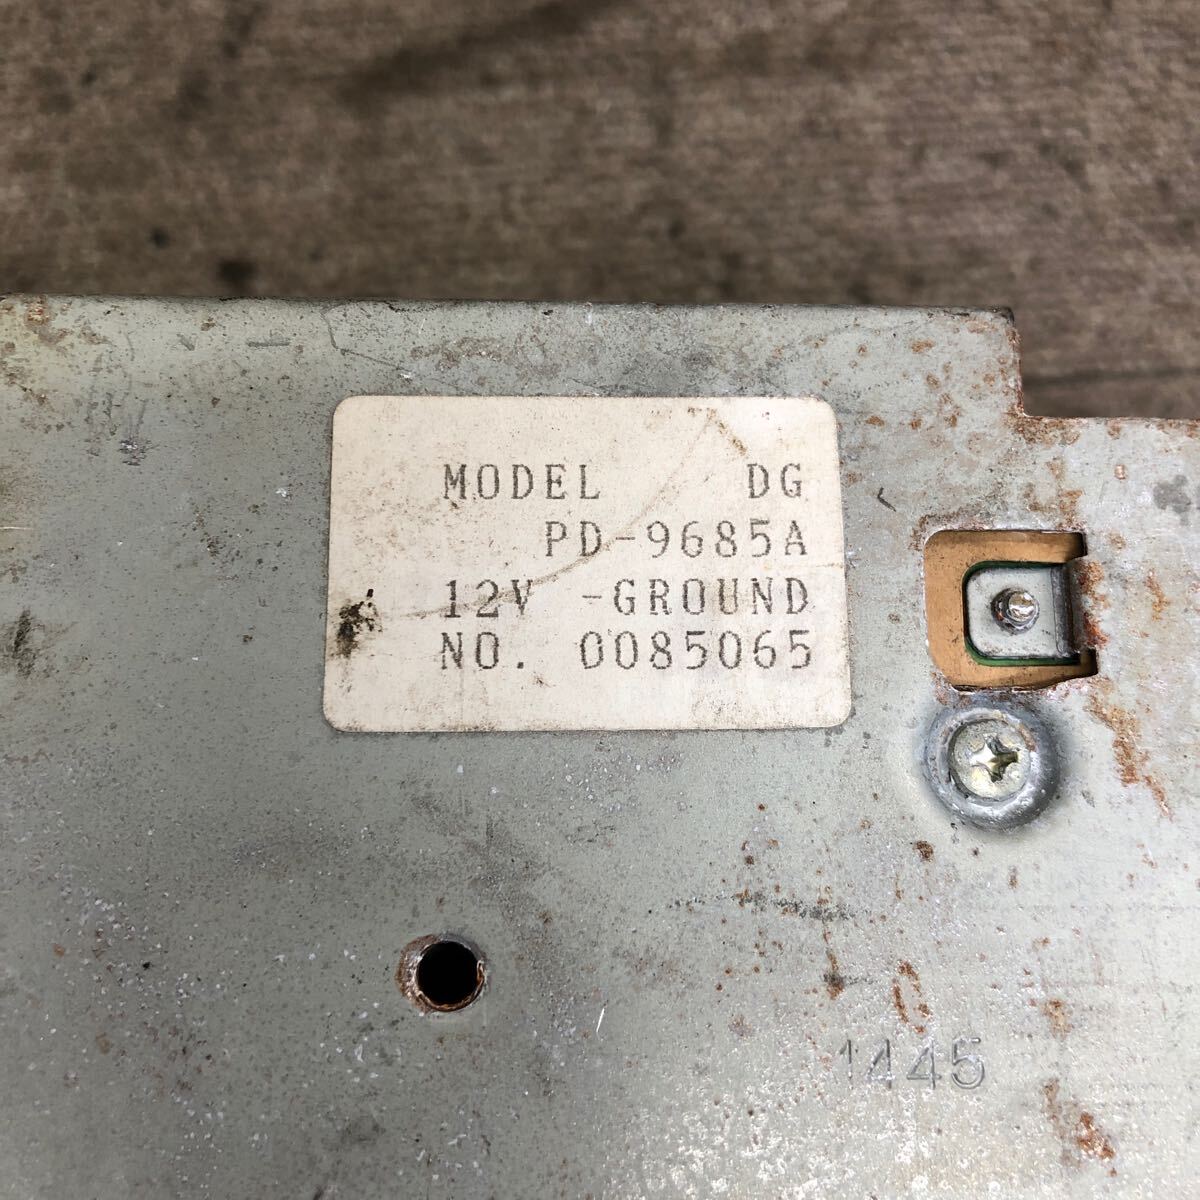 MODEL DG
PD-9685A
12V -GROUND
NO. 0085065
1445